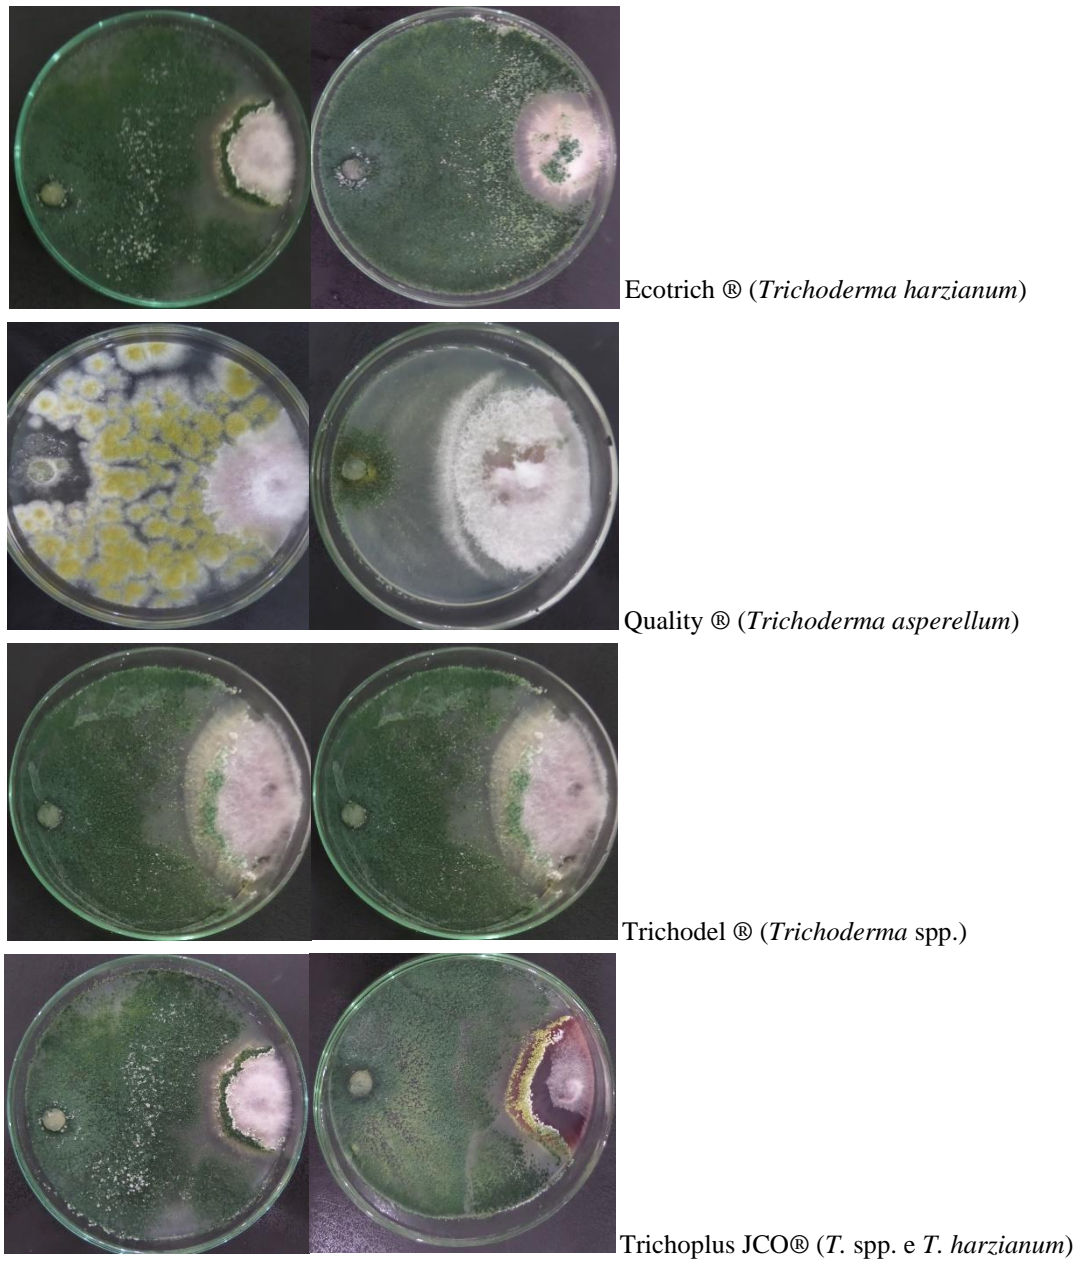 Ecotrich ® (Trichoderma harzianum)
Quality ® (Trichoderma asperellum)
Trichodel ® (Trichoderma spp.)
Trichoplus JCO® (T. spp. e T. harzianum)